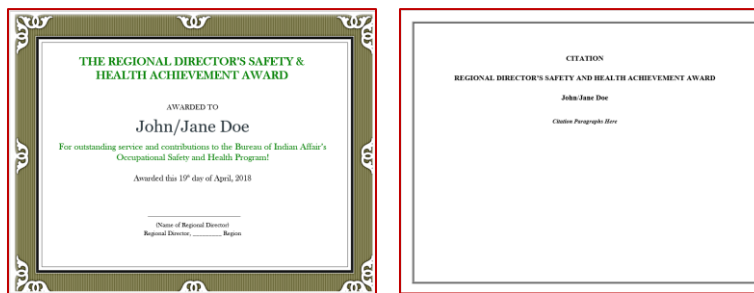 THE REGIONAL DIRECTOR'S SAFETY &
HEALTH ACHIEVEMENT AWARD
AWARDED TO
John/Jane Doe
For outstanding service and contributions to the Bureau of Indian Affair's
Occupational Safety and Health Program!
Awarded this 19th day of April, 2018
(Name of Regional Director)
Regional Director, ________ Region
CITATION
REGIONAL DIRECTOR'S SAFETY AND HEALTH ACHIEVEMENT AWARD
John/Jane Doe
Citation Paragraphs Here